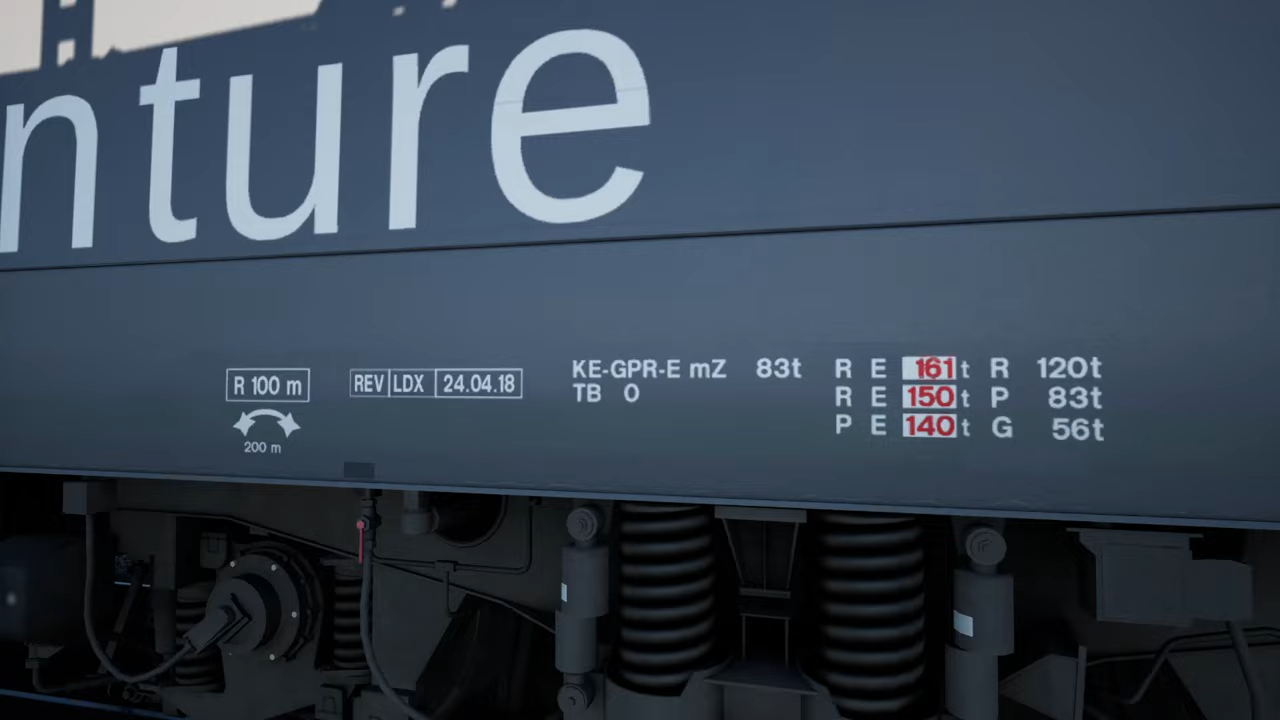 nture
R 100 m
200 m
REV LDX 24.04.18
KE-GPR-E mZ 83t
TB 0
R E 161 t R 120t
R E 150 t P 83t
P E 140 t G 56t